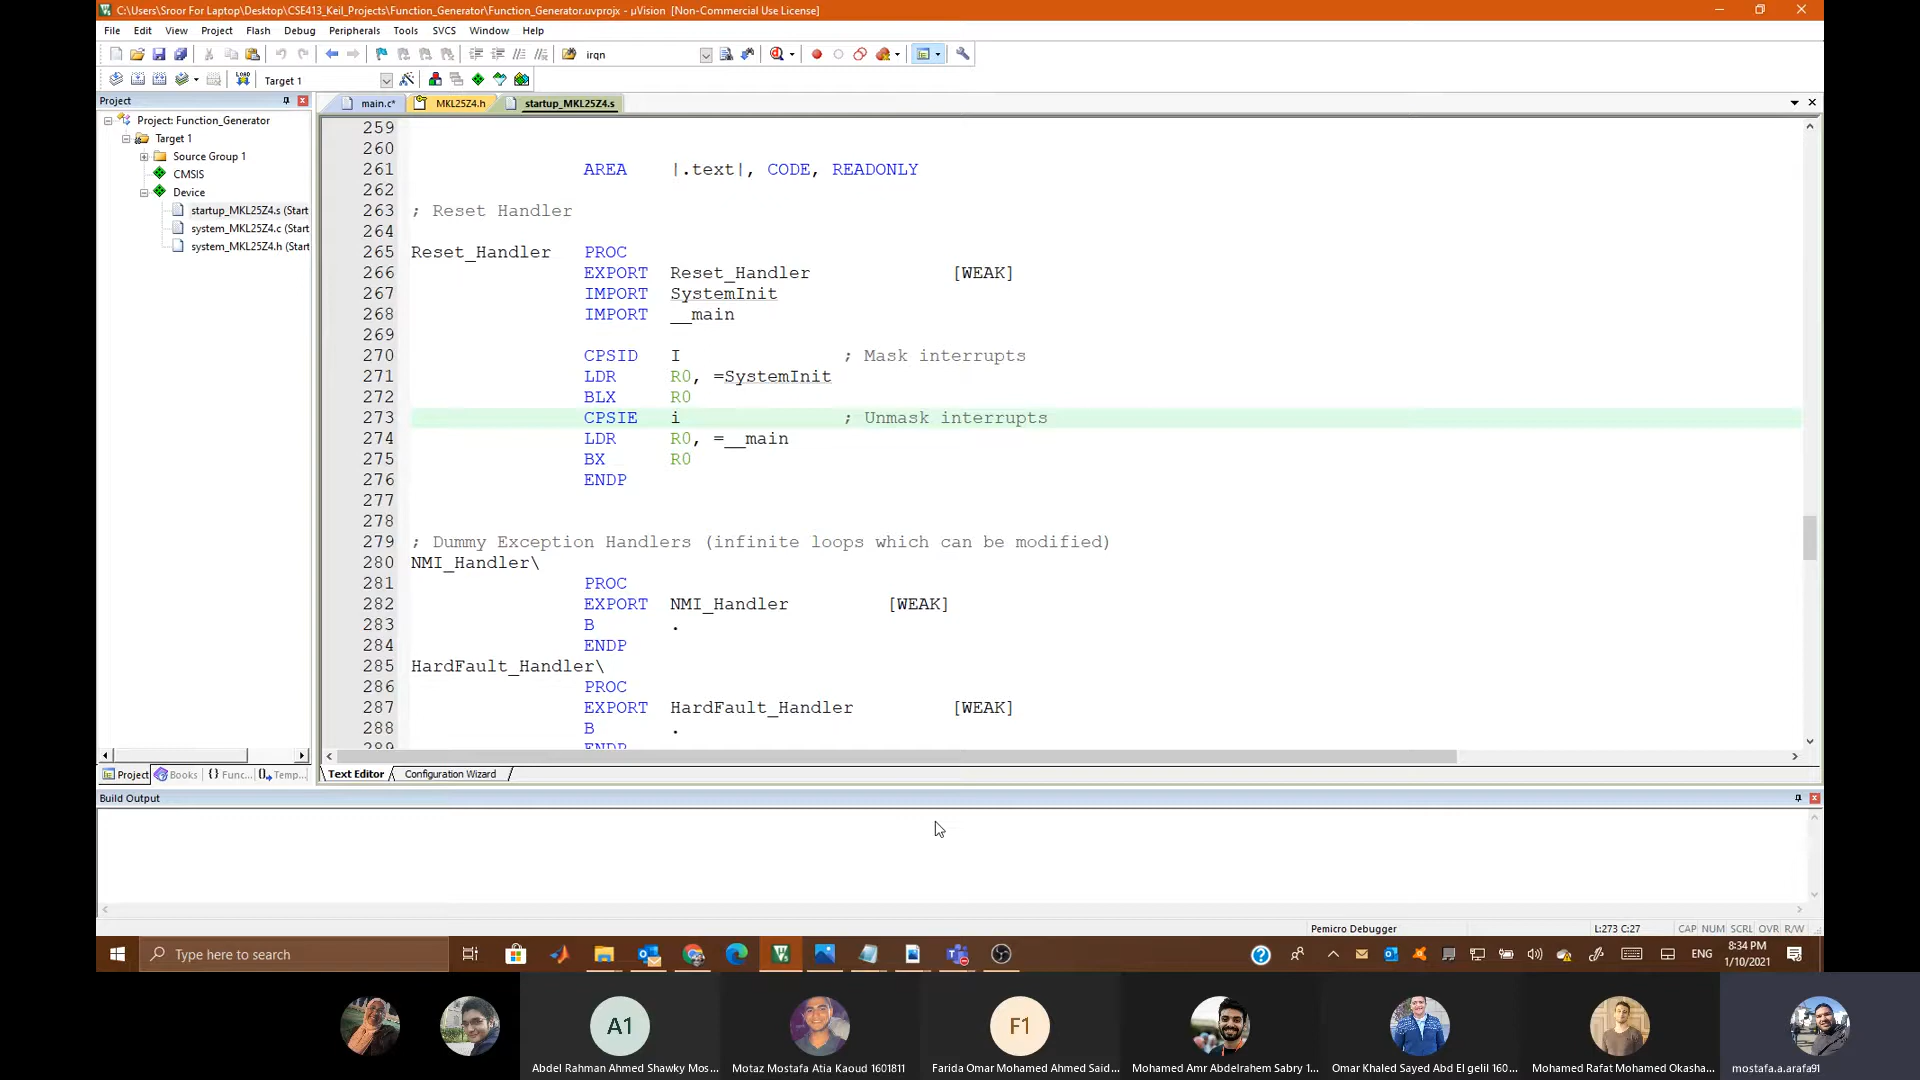 C:\Users\Sroor For Laptop\Desktop\CSE413_Keil_Projects\Function_Generator\Function_Generator.uvprojx - µVision  [Non-Commercial Use License]
File Edit View Project Flash Debug Peripherals Tools SVCS Window Help
irqn
Target 1
Project
main.c* MKL25Z4.h startup_MKL25Z4.s
Project: Function_Generator
Target 1
Source Group 1
CMSIS
Device
startup_MKL25Z4.s (Start
system_MKL25Z4.c (Start
system_MKL25Z4.h (Start
259
260
261 AREA |.text|, CODE, READONLY
262
263 ; Reset Handler
264
265 Reset_Handler PROC
266 EXPORT Reset_Handler [WEAK]
267 IMPORT SystemInit
268 IMPORT __main
269
270 CPSID I ; Mask interrupts
271 LDR R0, =SystemInit
272 BLX R0
273 CPSIE i ; Unmask interrupts
274 LDR R0, =__main
275 BX R0
276 ENDP
277
278
279 ; Dummy Exception Handlers (infinite loops which can be modified)
280 NMI_Handler\
281 PROC
282 EXPORT NMI_Handler [WEAK]
283 B .
284 ENDP
285 HardFault_Handler\
286 PROC
287 EXPORT HardFault_Handler [WEAK]
288 B .
289 ENDP
Project Books {} Func... Temp...
Text Editor Configuration Wizard
Build Output
Pemicro Debugger L:273 C:27 CAP NUM SCRL OVR R/W
Type here to search
ENG
8:34 PM
1/10/2021
A1
F1
Abdel Rahman Ahmed Shawky Mos...
Motaz Mostafa Atia Kaoud 1601811
Farida Omar Mohamed Ahmed Said...
Mohamed Amr Abdelrahem Sabry 1...
Omar Khaled Sayed Abd El gelil 160...
Mohamed Rafat Mohamed Okasha...
mostafa.a.arafa91